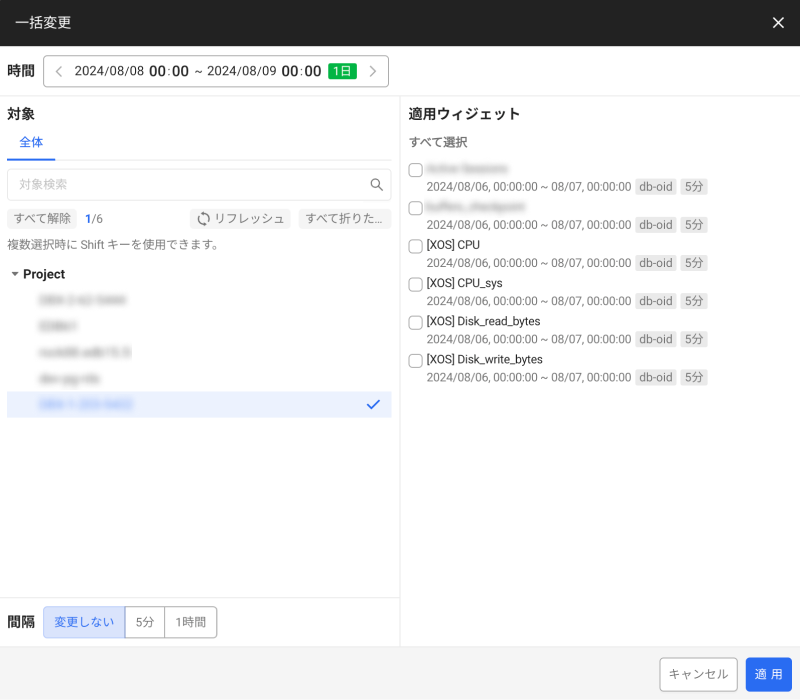 一括変更
時間 2024/08/08 00:00 ~ 2024/08/09 00:00 1日
対象
全体
対象検索
すべて解除 1/6 リフレッシュ すべて折りた...
複数選択時に Shift キーを使用できます。
Project
間隔 変更しない 5分 1時間
適用ウィジェット
すべて選択
2024/08/06, 00:00:00 ~ 08/07, 00:00:00 db-oid 5分
2024/08/06, 00:00:00 ~ 08/07, 00:00:00 db-oid 5分
[XOS] CPU
2024/08/06, 00:00:00 ~ 08/07, 00:00:00 db-oid 5分
[XOS] CPU_sys
2024/08/06, 00:00:00 ~ 08/07, 00:00:00 db-oid 5分
[XOS] Disk_read_bytes
2024/08/06, 00:00:00 ~ 08/07, 00:00:00 db-oid 5分
[XOS] Disk_write_bytes
2024/08/06, 00:00:00 ~ 08/07, 00:00:00 db-oid 5分
キャンセル 適用